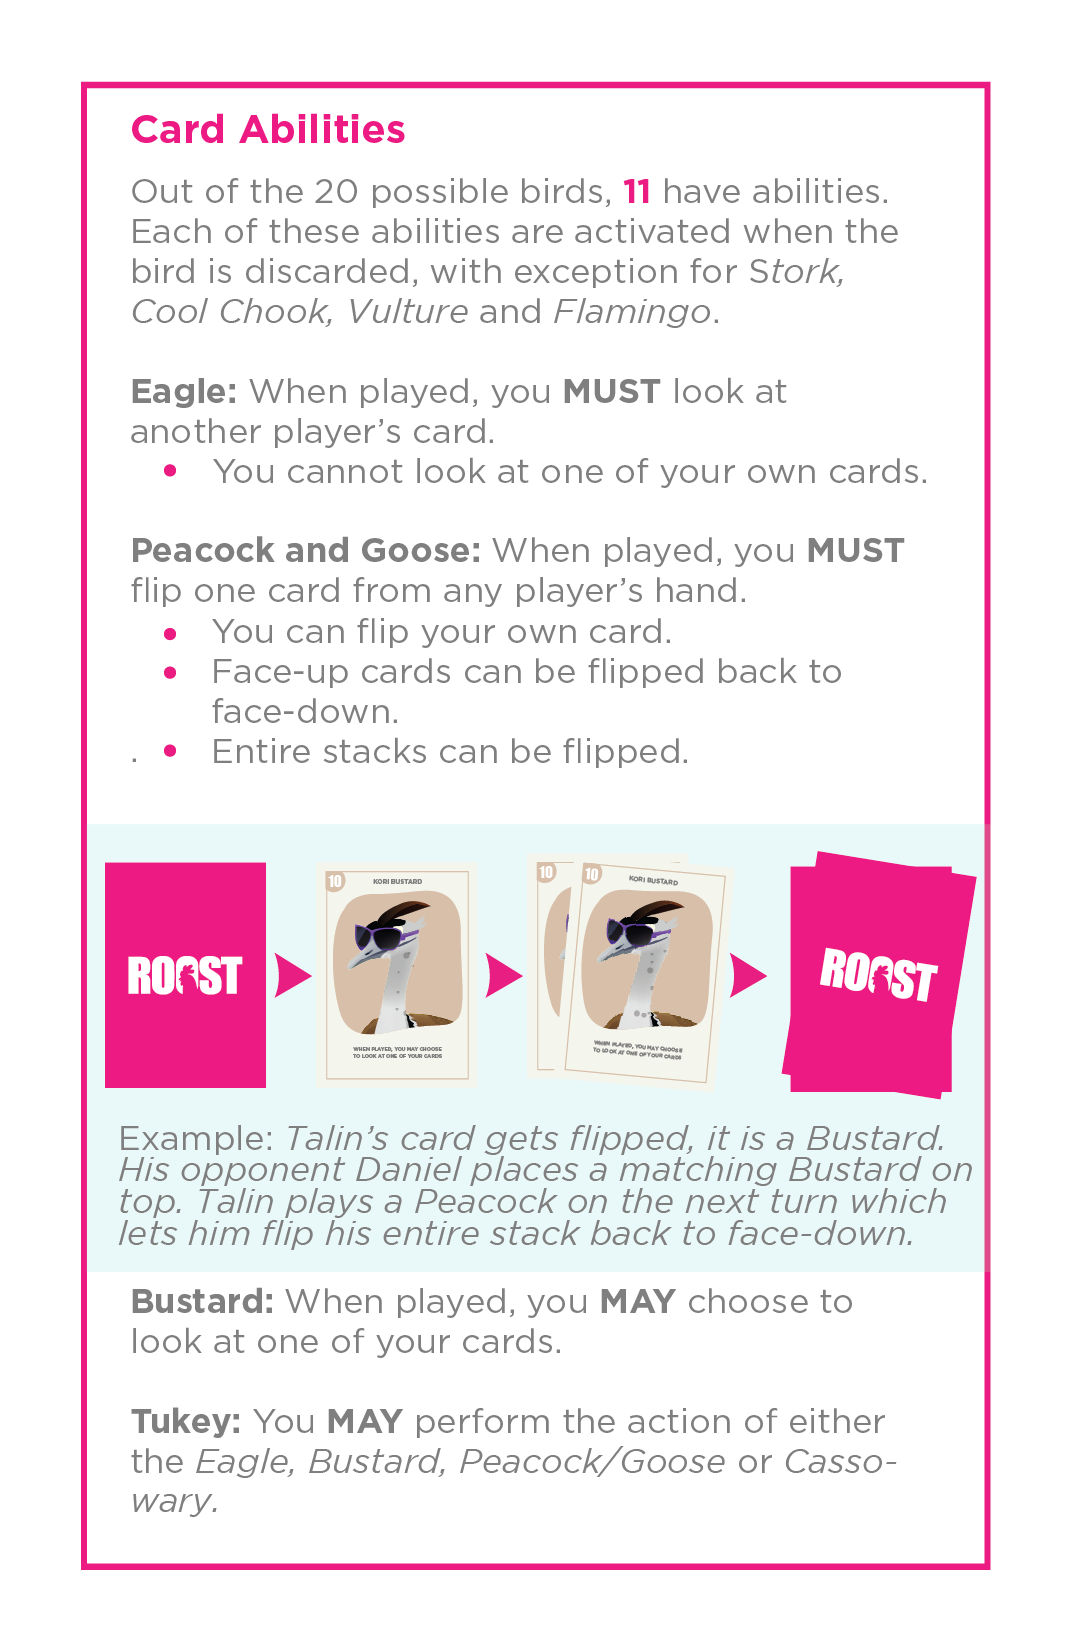 Card Abilities
Out of the 20 possible birds, 11 have abilities.
Each of these abilities are activated when the
bird is discarded, with exception for Stork,
Cool Chook, Vulture and Flamingo.
Eagle: When played, you MUST look at
another player’s card.
• You cannot look at one of your own cards.
Peacock and Goose: When played, you MUST
flip one card from any player’s hand.
• You can flip your own card.
• Face-up cards can be flipped back to
face-down.
. • Entire stacks can be flipped.
ROOST
10
KORI BUSTARD
WHEN PLAYED, YOU MAY CHOOSE
TO LOOK AT ONE OF YOUR CARDS
10
10
KORI BUSTARD
WHEN PLAYED, YOU MAY CHOOSE
TO LOOK AT ONE OF YOUR CARDS
ROOST
Example: Talin’s card gets flipped, it is a Bustard.
His opponent Daniel places a matching Bustard on
top. Talin plays a Peacock on the next turn which
lets him flip his entire stack back to face-down.
Bustard: When played, you MAY choose to
look at one of your cards.
Tukey: You MAY perform the action of either
the Eagle, Bustard, Peacock/Goose or Casso-
wary.